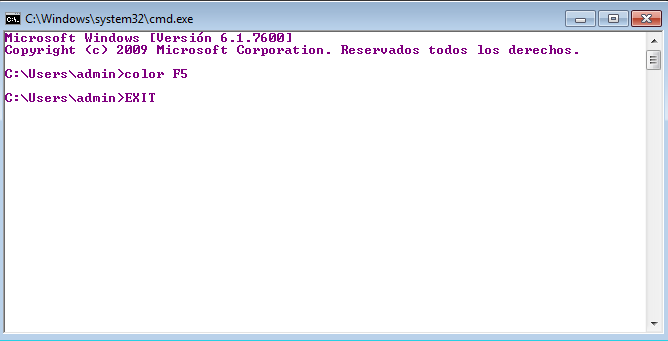 C:\Windows\system32\cmd.exe
Microsoft Windows [Versión 6.1.7600]
Copyright (c) 2009 Microsoft Corporation. Reservados todos los derechos.
C:\Users\admin>color F5
C:\Users\admin>EXIT